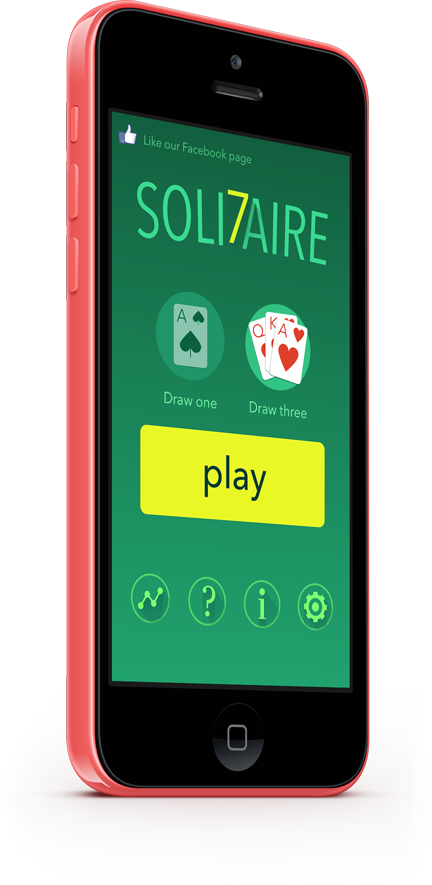 Like our Facebook page
SOLI7AIRE
A
Q K A
Draw one
Draw three
play
?
i